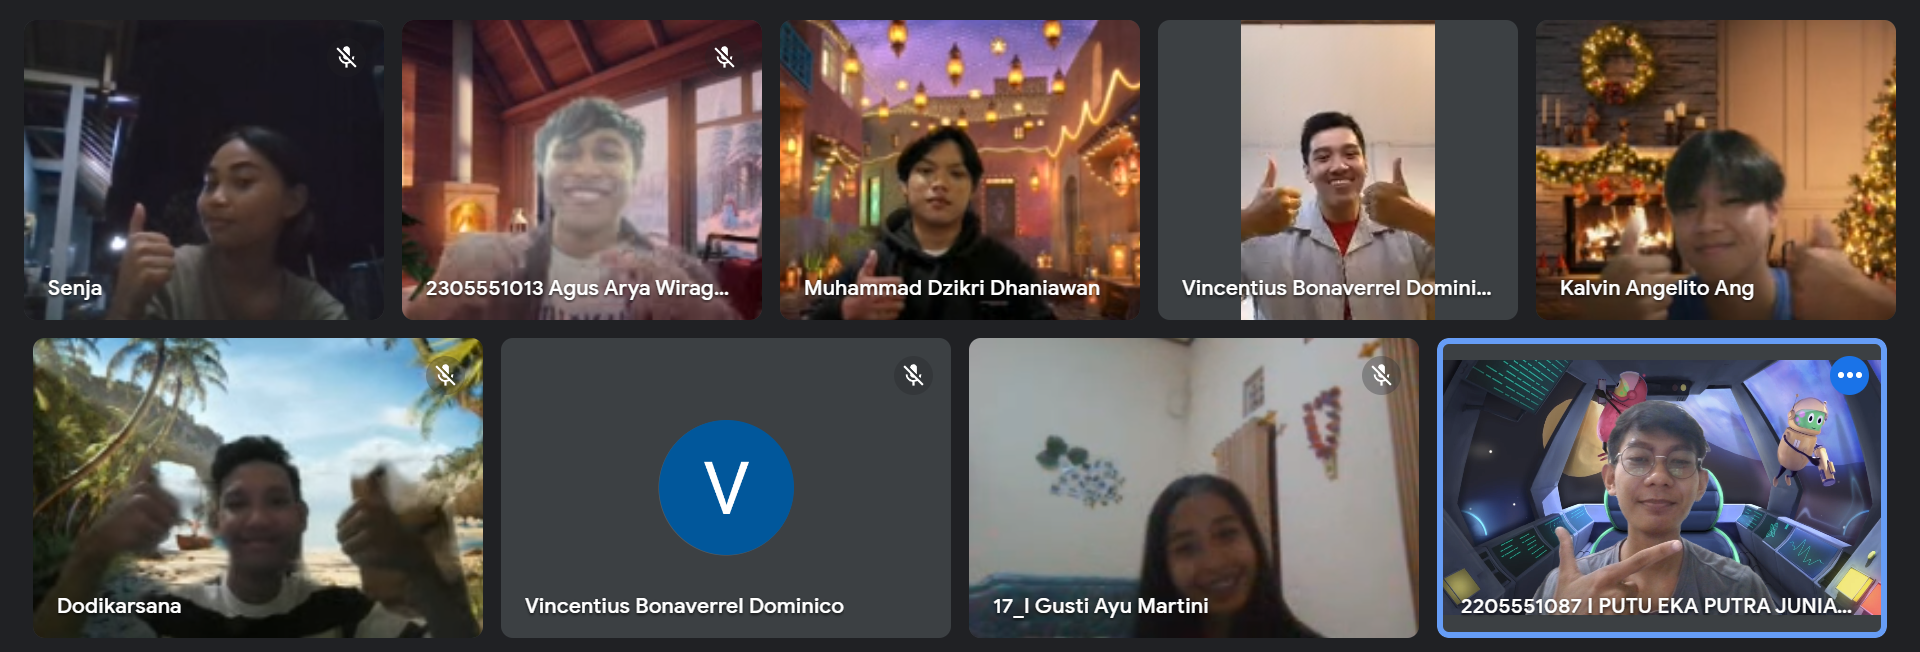 Senja
2305551013 Agus Arya Wirag...
Muhammad Dzikri Dhaniawan
Vincentius Bonaverrel Domini...
Kalvin Angelito Ang
Dodikarsana
V
Vincentius Bonaverrel Dominico
17_I Gusti Ayu Martini
2205551087 I PUTU EKA PUTRA JUNIA...